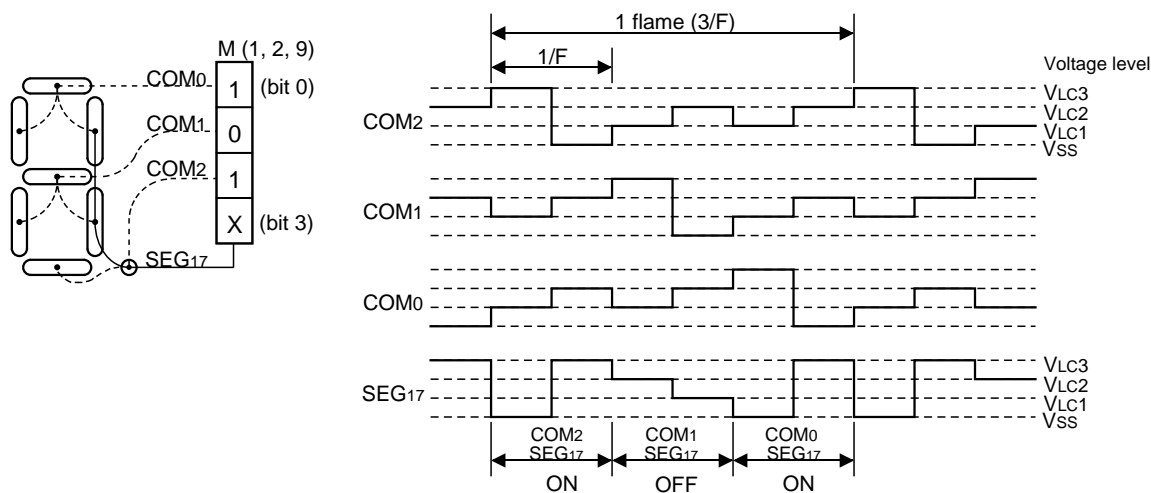 1 flame (3/F)
M (1, 2, 9)
1/F
Voltage level
COM0
1
(bit 0)
VLC3
VLC2
COM2
VLC1
VSS
COM1
0
COM2
1
COM1
X
(bit 3)
SEG17
COM0
VLC3
VLC2
SEG17
VLC1
VSS
COM2 COM1 COM0
SEG17 SEG17 SEG17
ON OFF ON